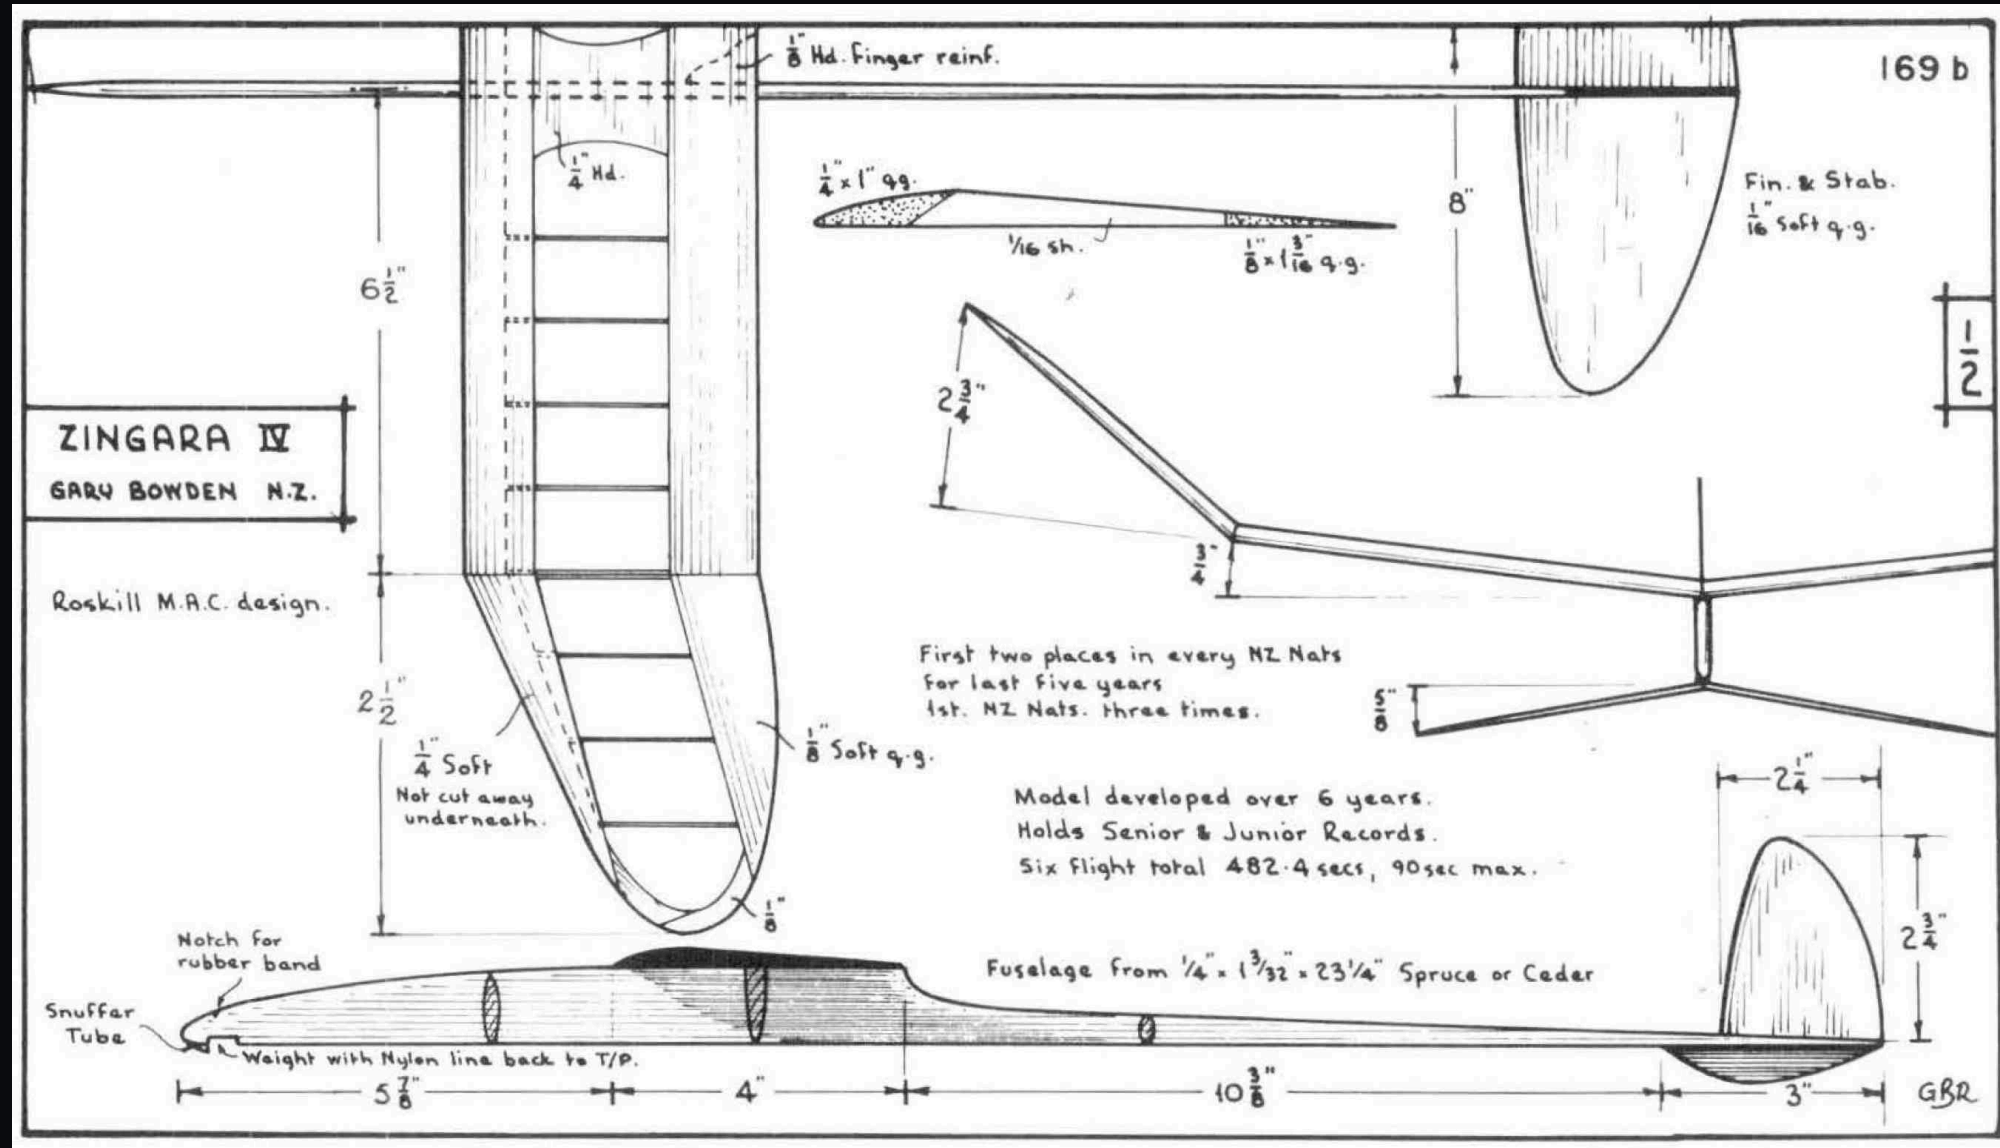 169 b
1/8" Hd. finger reinf.
1/4" Hd.
1/4" x 1" q.g.
1/16 sh.
1/8" x 1 3/16" q.g.
8"
Fin. & Stab.
1/16" Soft q.g.
6 1/2"
1/2
2 3/4"
ZINGARA IV
GARY BOWDEN N.Z.
3/4"
Roskill M.A.C. design.
First two places in every NZ Nats
for last five years
1st. NZ Nats. three times.
5/8"
2 1/2"
1/4" Soft
Not cut away
underneath.
1/8" Soft q.g.
2 1/4"
Model developed over 6 years.
Holds Senior & Junior Records.
Six flight total 482.4 secs, 90sec max.
1/8"
2 3/4"
Notch for
rubber band
Fuselage from 1/4" x 1 3/32" x 23 1/4" Spruce or Ceder
Snuffer
Tube
Weight with Nylon line back to T/P.
5 7/8"
4"
10 3/8"
3"
GBR